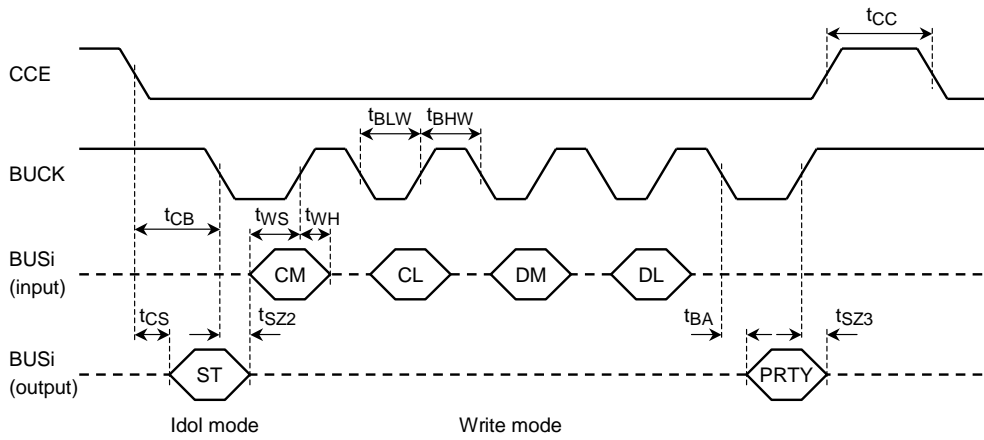 tCC
CCE
tBLW tBHW
BUCK
tCB tWS tWH
BUSi
(input)
CM CL DM DL
tCS tSZ2 tBA tSZ3
BUSi
(output)
ST PRTY
Idol mode Write mode